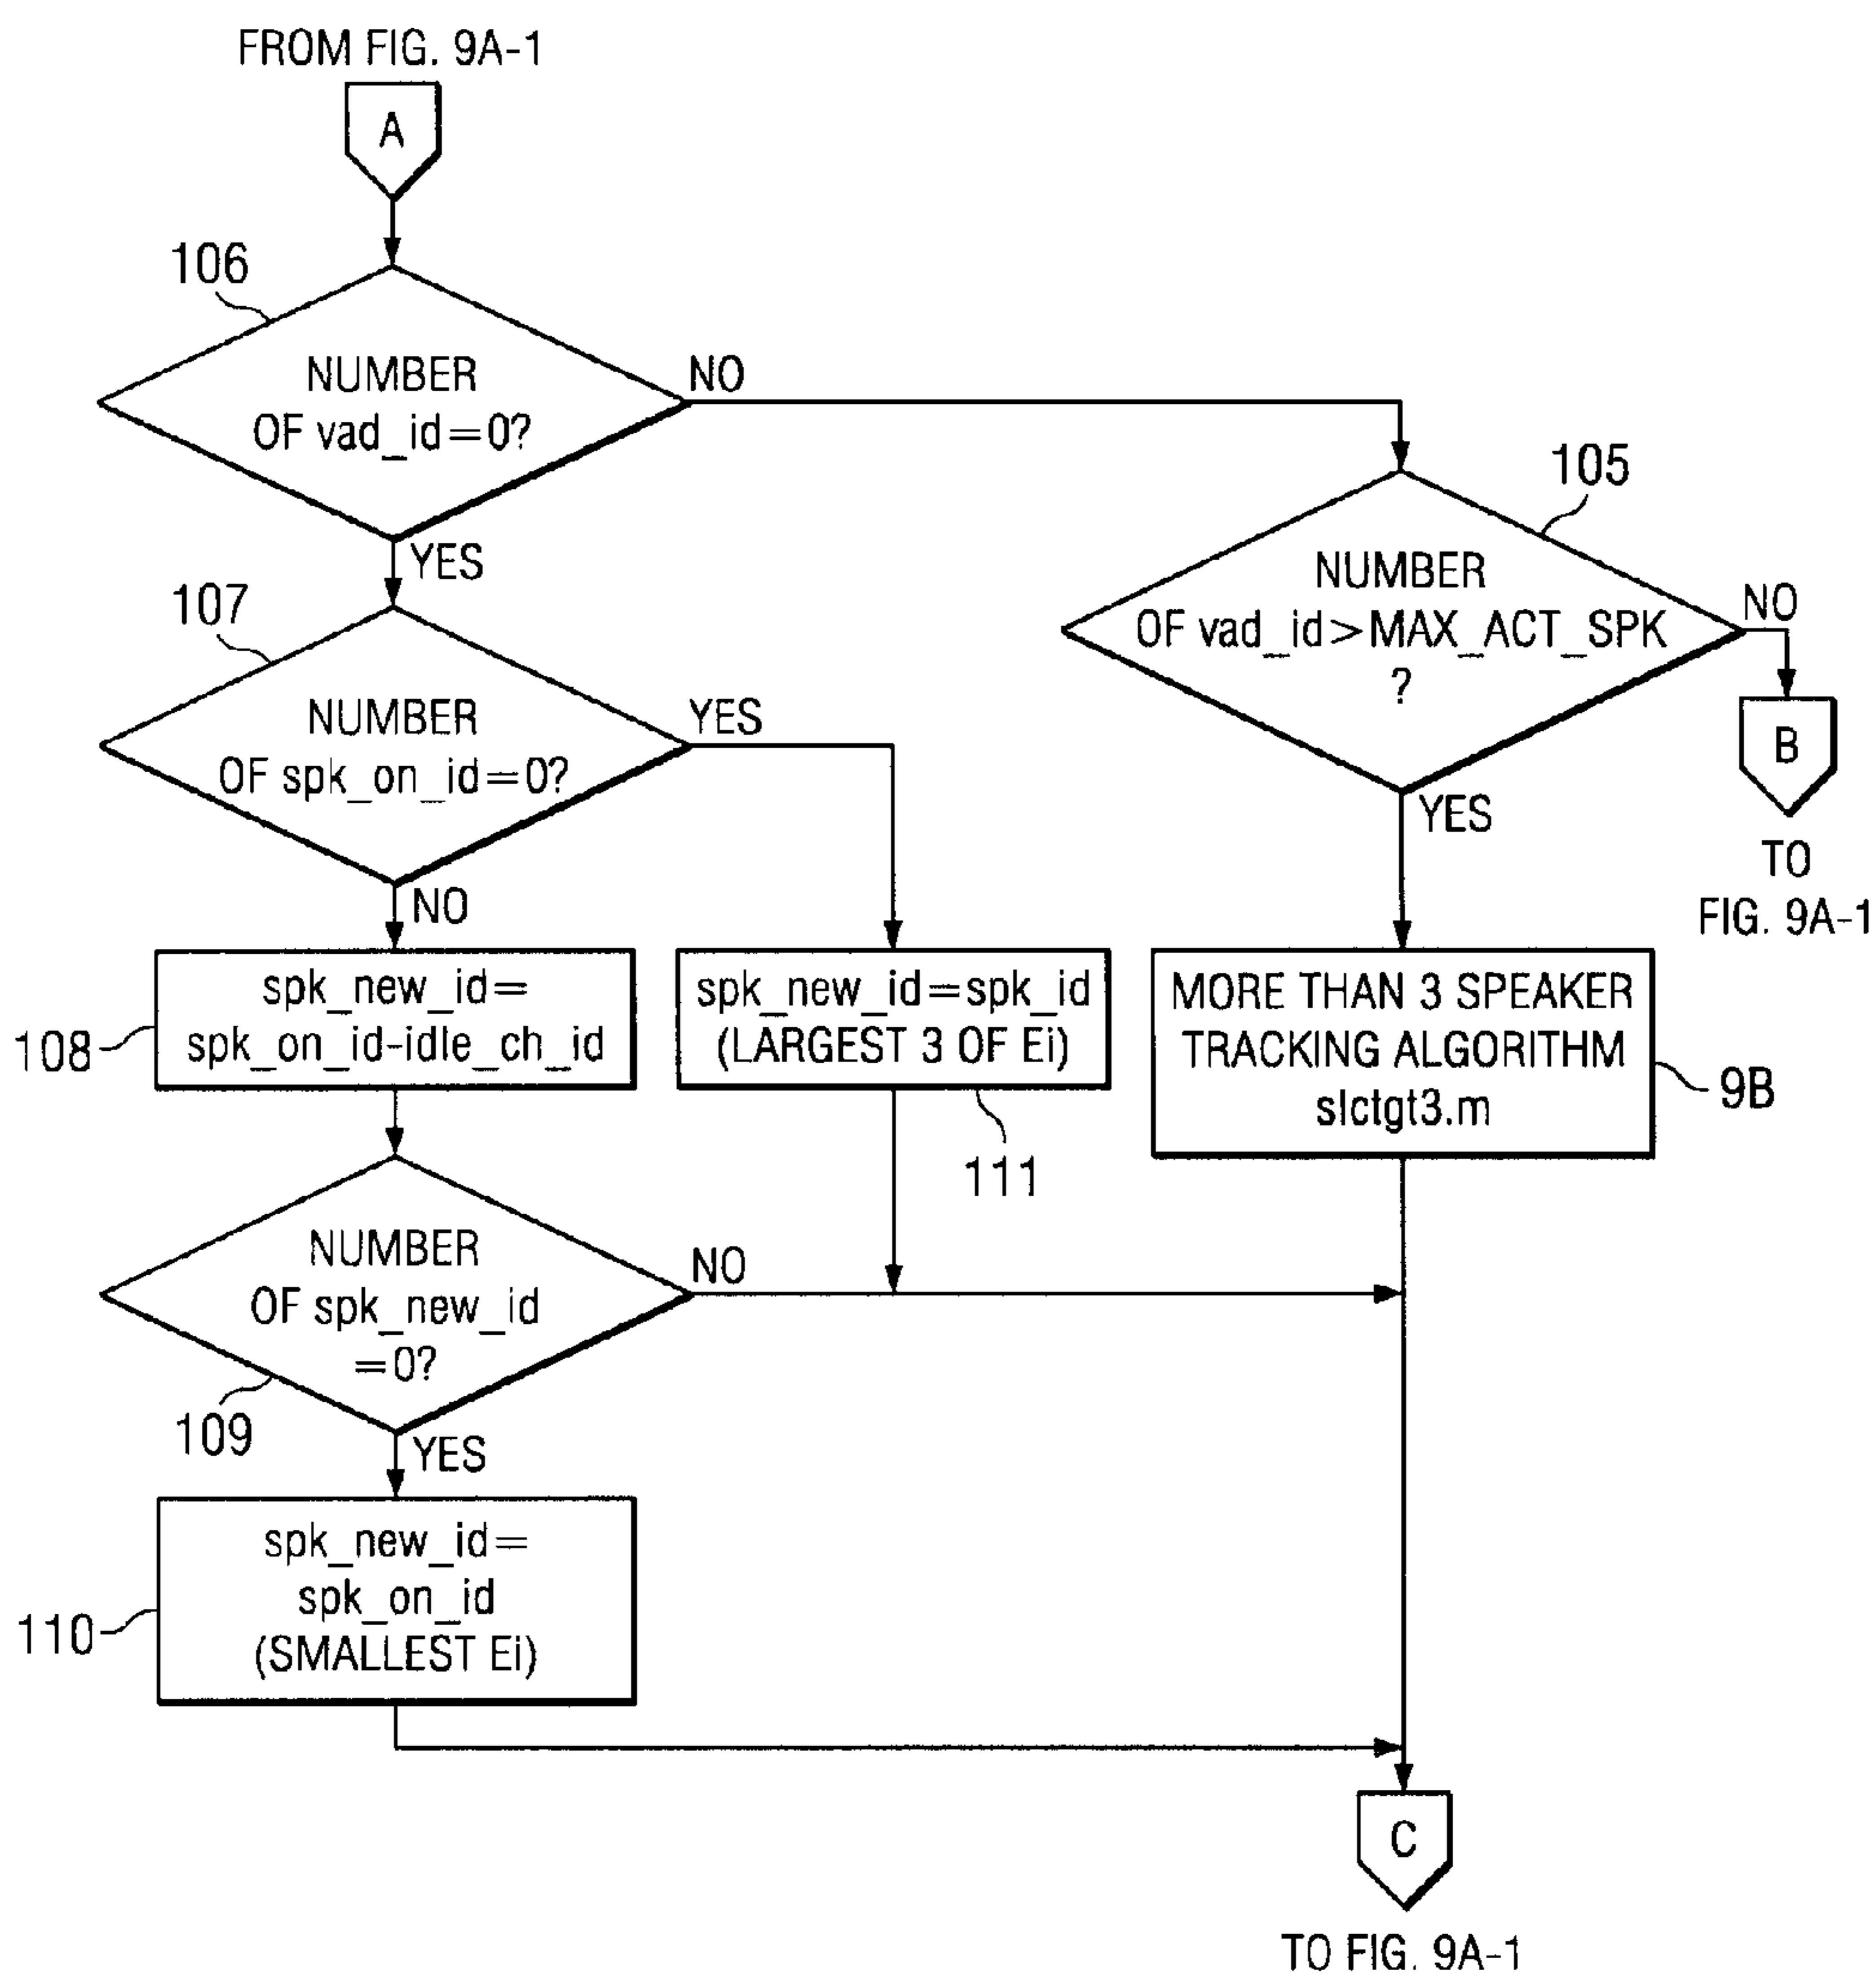 FROM FIG. 9A-1
A
106
NUMBER
OF vad_id=0?
NO
YES
105
NUMBER
OF vad_id>MAX_ACT_SPK
?
NO
B
TO
FIG. 9A-1
YES
107
NUMBER
OF spk_on_id=0?
YES
NO
108
spk_new_id=
spk_on_id-idle_ch_id
spk_new_id=spk_id
(LARGEST 3 OF Ei)
111
MORE THAN 3 SPEAKER
TRACKING ALGORITHM
slctgt3.m
9B
NUMBER
OF spk_new_id
=0?
NO
109
YES
110
spk_new_id=
spk_on_id
(SMALLEST Ei)
C
TO FIG. 9A-1